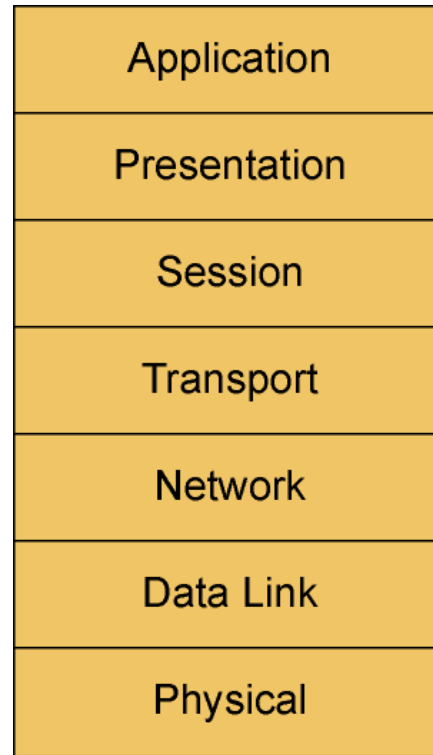 Application
Presentation
Session
Transport
Network
Data Link
Physical